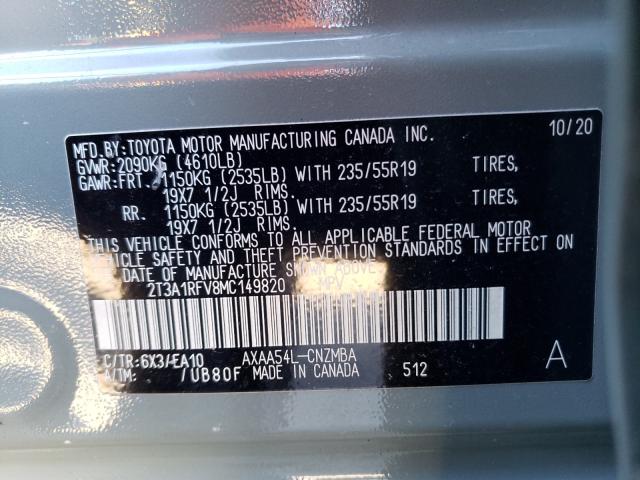 MFD.BY:TOYOTA MOTOR MANUFACTURING CANADA INC. 10/20
GVWR:2090KG (4610LB)
GAWR:FRT. 1150KG (2535LB) WITH 235/55R19 TIRES,
19X7 1/2J RIMS.
RR. 1150KG (2535LB) WITH 235/55R19 TIRES,
19X7 1/2J RIMS.
THIS VEHICLE CONFORMS TO ALL APPLICABLE FEDERAL MOTOR
VEHICLE SAFETY AND THEFT PREVENTION STANDARDS IN EFFECT ON
THE DATE OF MANUFACTURE SHOWN ABOVE.
2T3A1RFV8MC149820 MPV
C/TR:6X3/EA10 AXAA54L-CNZMBA A
A/TM: /UB80F MADE IN CANADA 512